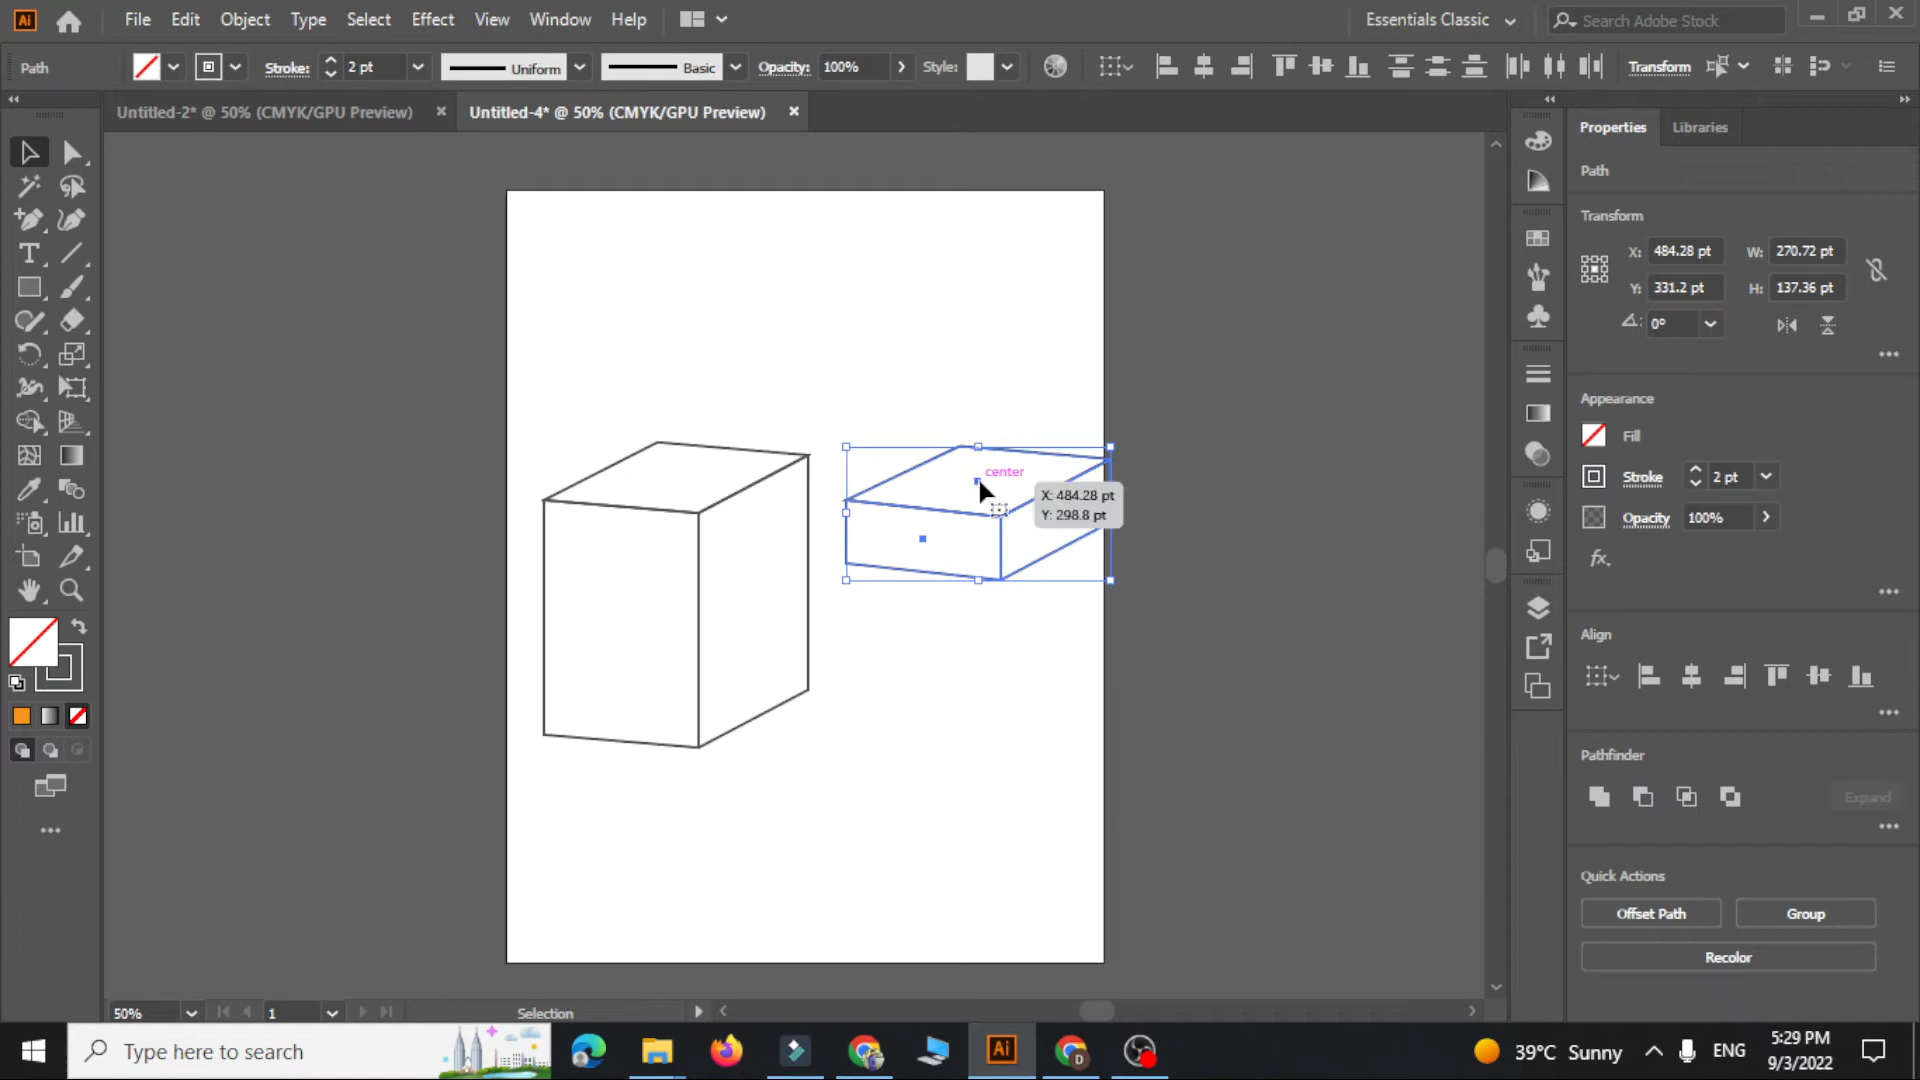 Ai File Edit Object Type Select Effect View Window Help Essentials Classic Search Adobe Stock
Path Stroke: 2 pt Uniform Basic Opacity: 100% Style: Transform
Untitled-2* @ 50% (CMYK/GPU Preview) Untitled-4* @ 50% (CMYK/GPU Preview)
Properties Libraries
Path
Transform
X: 484.28 pt W: 270.72 pt
Y: 331.2 pt H: 137.36 pt
0°
Appearance
Fill
Stroke 2 pt
Opacity 100%
fx.
center
X: 484.28 pt
Y: 298.8 pt
Align
Pathfinder
Expand
Quick Actions
Offset Path Group
Recolor
50% 1 Selection
Type here to search Ai D 39°C Sunny ENG 5:29 PM
9/3/2022